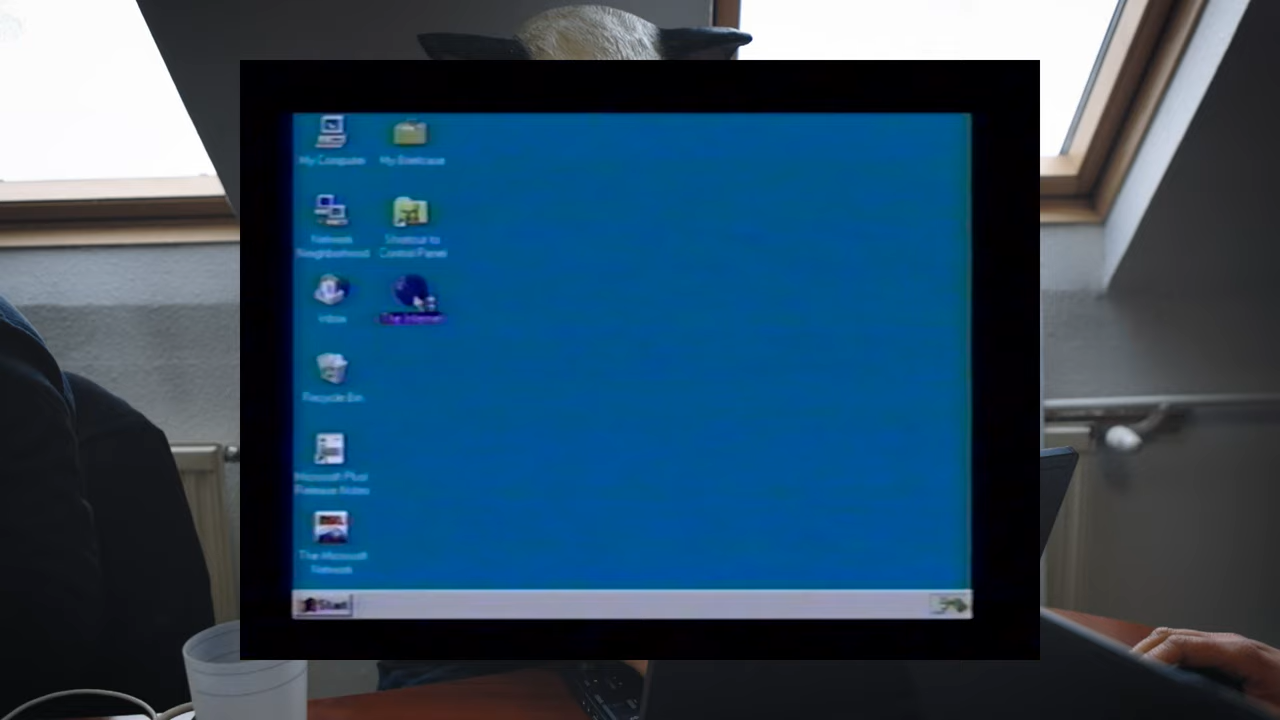 My Computer
My Briefcase
Network
Neighborhood
Shortcut to
Control Panel
Inbox
The Internet
Recycle Bin
Microsoft Plus!
Release Notes
The Microsoft
Network
Start